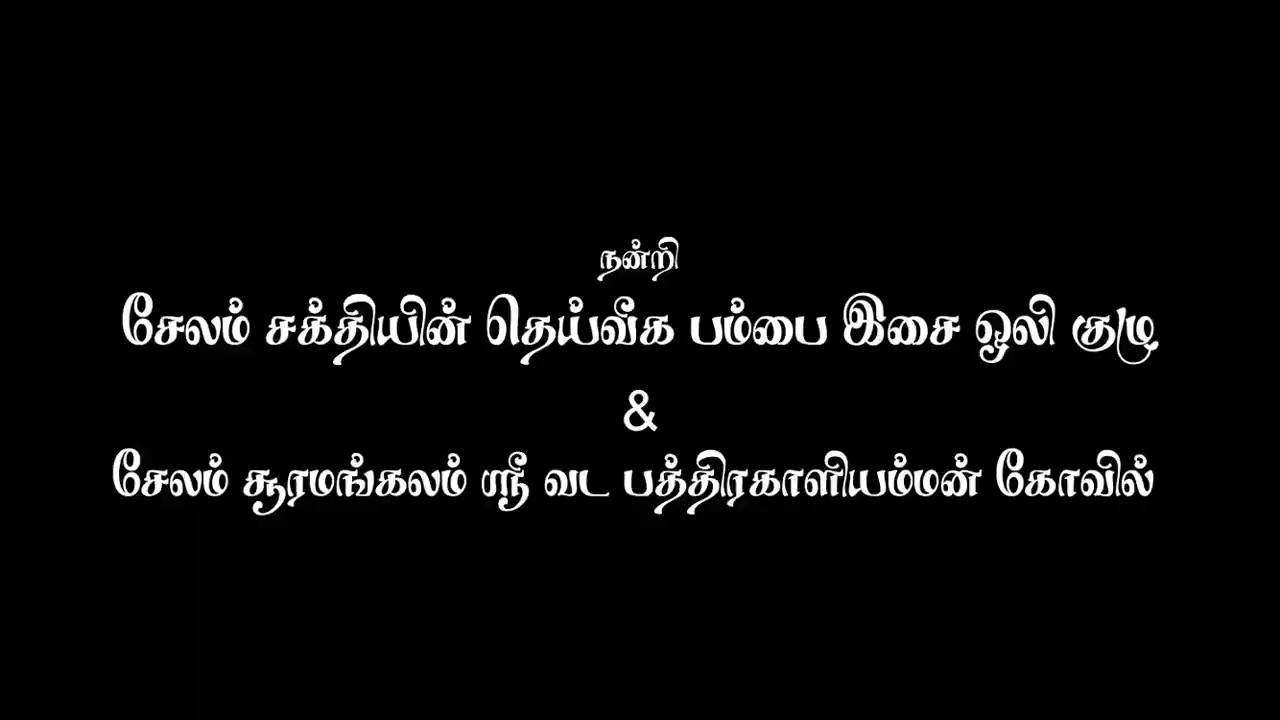 நன்றி
சேலம் சக்தியின் தெய்வீக பம்பை இசை ஒலி குழு
&
சேலம் சூரமங்கலம் ஸ்ரீ வட பத்திரகாளியம்மன் கோவில்